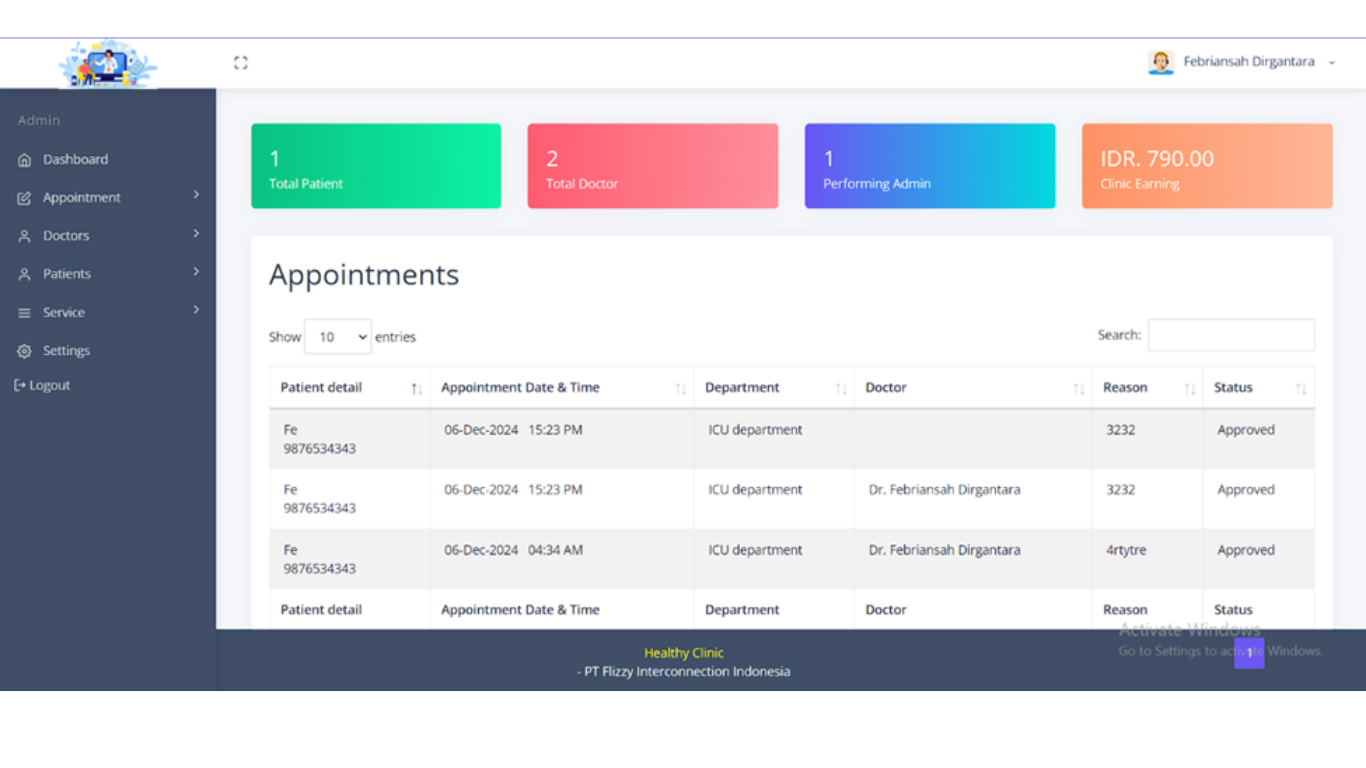 Febriansah Dirgantara
Admin
Dashboard
Appointment
Doctors
Patients
Service
Settings
Logout
1
Total Patient
2
Total Doctor
1
Performing Admin
IDR. 790.00
Clinic Earning
Appointments
Show 10 entries
Search:
Patient detail Appointment Date & Time Department Doctor Reason Status
Fe 06-Dec-2024 15:23 PM ICU department 3232 Approved
9876534343
Fe 06-Dec-2024 15:23 PM ICU department Dr. Febriansah Dirgantara 3232 Approved
9876534343
Fe 06-Dec-2024 04:34 AM ICU department Dr. Febriansah Dirgantara 4rtytre Approved
9876534343
Patient detail Appointment Date & Time Department Doctor Reason Status
Activate Windows
Go to Settings to activate Windows.
1
Healthy Clinic
- PT Flizzy Interconnection Indonesia